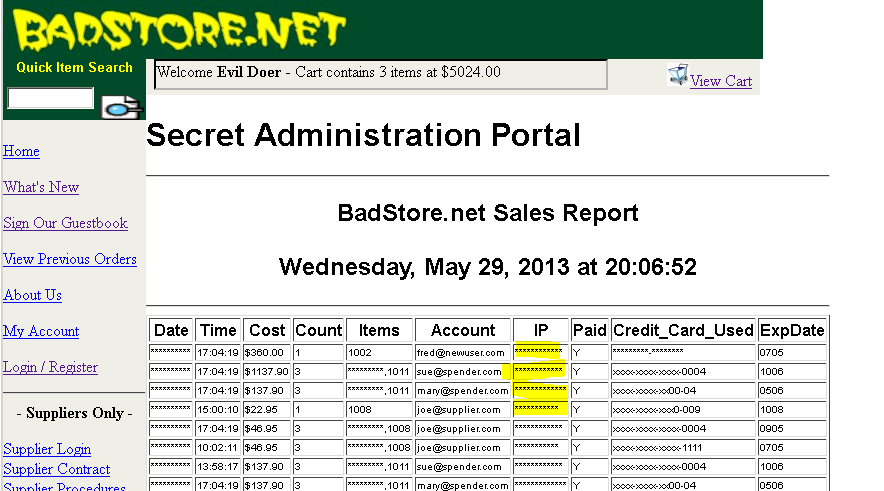 BADSTORE.NET
Quick Item Search
Welcome Evil Doer - Cart contains 3 items at $5024.00
View Cart
Secret Administration Portal
Home
What's New
Sign Our Guestbook
View Previous Orders
About Us
My Account
Login / Register
- Suppliers Only -
Supplier Login
Supplier Contract
Supplier Procedures
BadStore.net Sales Report
Wednesday, May 29, 2013 at 20:06:52
Date Time Cost Count Items Account IP Paid Credit_Card_Used ExpDate
********* 17:04:19 $360.00 1 1002 fred@newuser.com ************ Y *********-******** 0705
********* 17:04:19 $1137.90 3 *********,1011 sue@spender.com ************ Y xxxx-xxxx-xxxx-0004 1006
********* 17:04:19 $137.90 3 *********,1011 mary@spender.com ************* Y xxxx-xxxx-xx00-04 0506
********* 15:00:10 $22.95 1 1008 joe@supplier.com *********** Y xxxx-xxxx-xxx0-009 1008
********* 17:04:19 $46.95 3 *********,1008 joe@supplier.com ************ Y xxxx-xxxx-xxxx-0004 0905
********* 10:02:11 $46.95 3 *********,1008 joe@supplier.com ************ Y xxxx-xxxx-xxxx-1111 0705
********* 13:58:17 $137.90 3 *********,1011 sue@spender.com ************ Y xxxx-xxxx-xxxx-0004 1006
********* 17:04:19 $137.90 3 *********,1011 mary@spender.com ************ Y xxxx-xxxx-xx00-04 0506